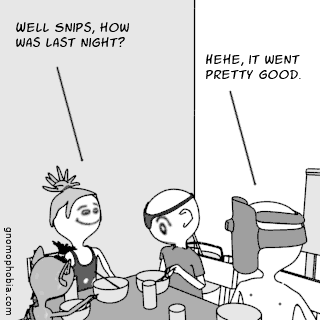 WELL SNIPS, HOW
WAS LAST NIGHT?
HEHE, IT WENT
PRETTY GOOD.
gnomophobia.com